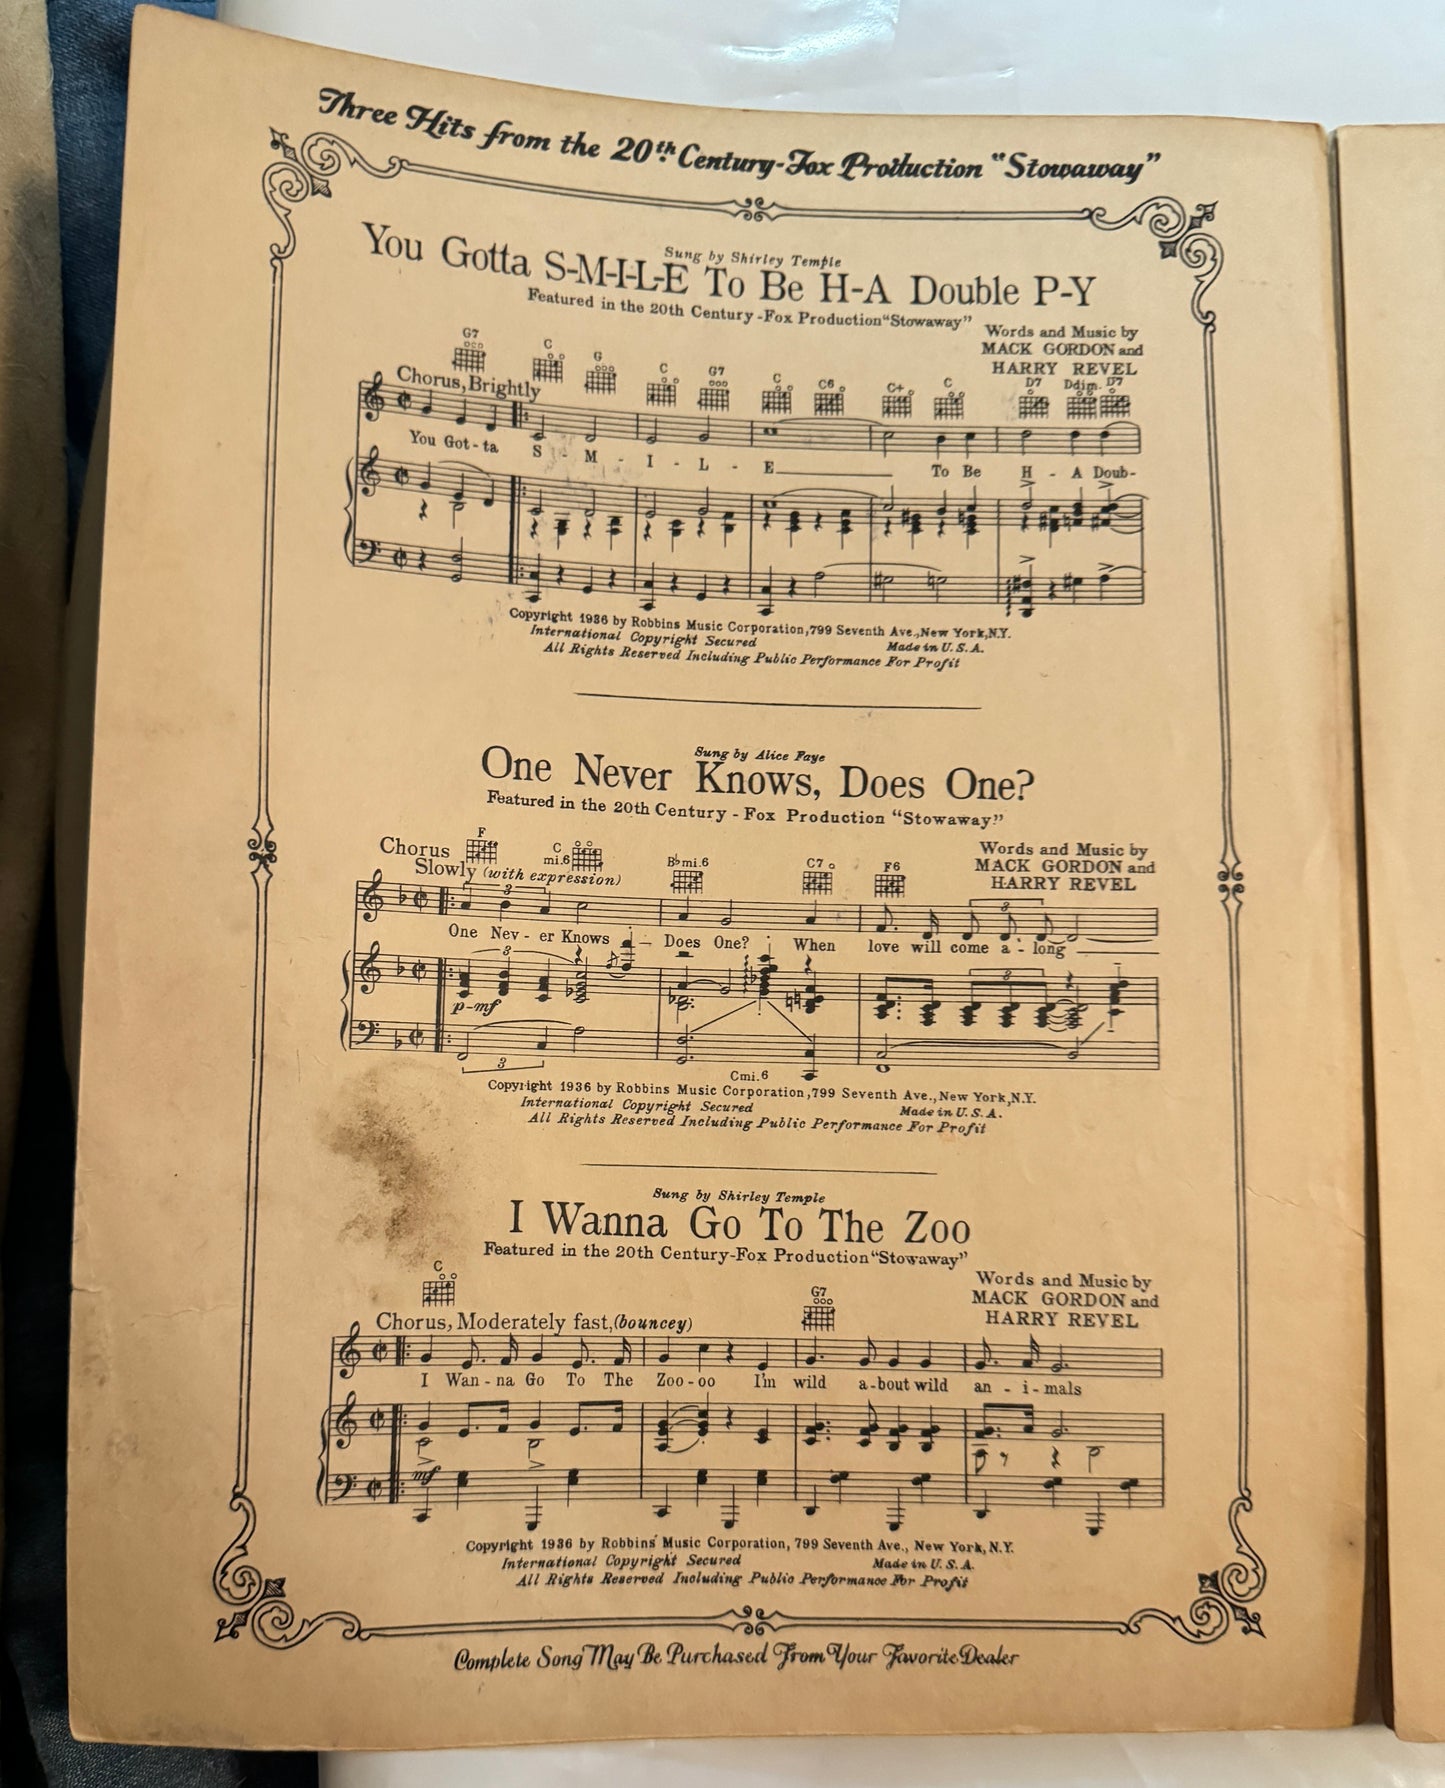 Three Hits from the 20th Century-Fox Production "Stowaway"
Sung by Shirley Temple
You Gotta S-M-I-L-E To Be H-A Double P-Y
Featured in the 20th Century-Fox Production "Stowaway"
Words and Music by
MACK GORDON and
HARRY REVEL
G7 C G C G7 C C6 C+ C D7 Ddim. D7
Chorus, Brightly
You Got-ta S - M - I - L - E To Be H - A Doub-
Copyright 1936 by Robbins Music Corporation, 799 Seventh Ave., New York, N.Y.
International Copyright Secured Made in U.S.A.
All Rights Reserved Including Public Performance For Profit
Sung by Alice Faye
One Never Knows, Does One?
Featured in the 20th Century-Fox Production "Stowaway."
Words and Music by
MACK GORDON and
HARRY REVEL
F C mi.6 B♭mi.6 C7 F6
Chorus
Slowly (with expression)
3 3
One Nev - er Knows — Does One? When love will come a - long
3 3
p-mf
3
Cmi.6
Copyright 1936 by Robbins Music Corporation, 799 Seventh Ave., New York, N.Y.
International Copyright Secured Made in U.S.A.
All Rights Reserved Including Public Performance For Profit
Sung by Shirley Temple
I Wanna Go To The Zoo
Featured in the 20th Century-Fox Production "Stowaway"
Words and Music by
MACK GORDON and
HARRY REVEL
C G7
Chorus, Moderately fast, (bouncey)
I Wan - na Go To The Zoo-oo I'm wild a-bout wild an - i - mals
mf
Copyright 1936 by Robbins Music Corporation, 799 Seventh Ave., New York, N.Y.
International Copyright Secured Made in U.S.A.
All Rights Reserved Including Public Performance For Profit
Complete Song May Be Purchased From Your Favorite Dealer